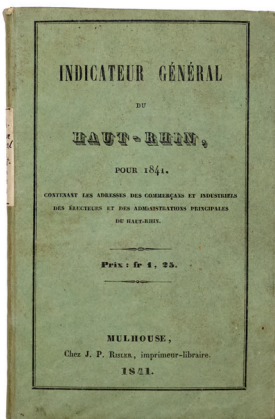 INDICATEUR GÉNÉRAL
DU
HAUT-RHIN,
POUR 1841.
CONTENANT LES ADRESSES DES COMMERÇANS ET INDUSTRIELS
DES ÉLECTEURS ET DES ADMINISTRATIONS PRINCIPALES
DU HAUT-RHIN.
Prix : fr 1, 25.
MULHOUSE,
Chez J. P. RISLER, imprimeur-libraire.
1841.